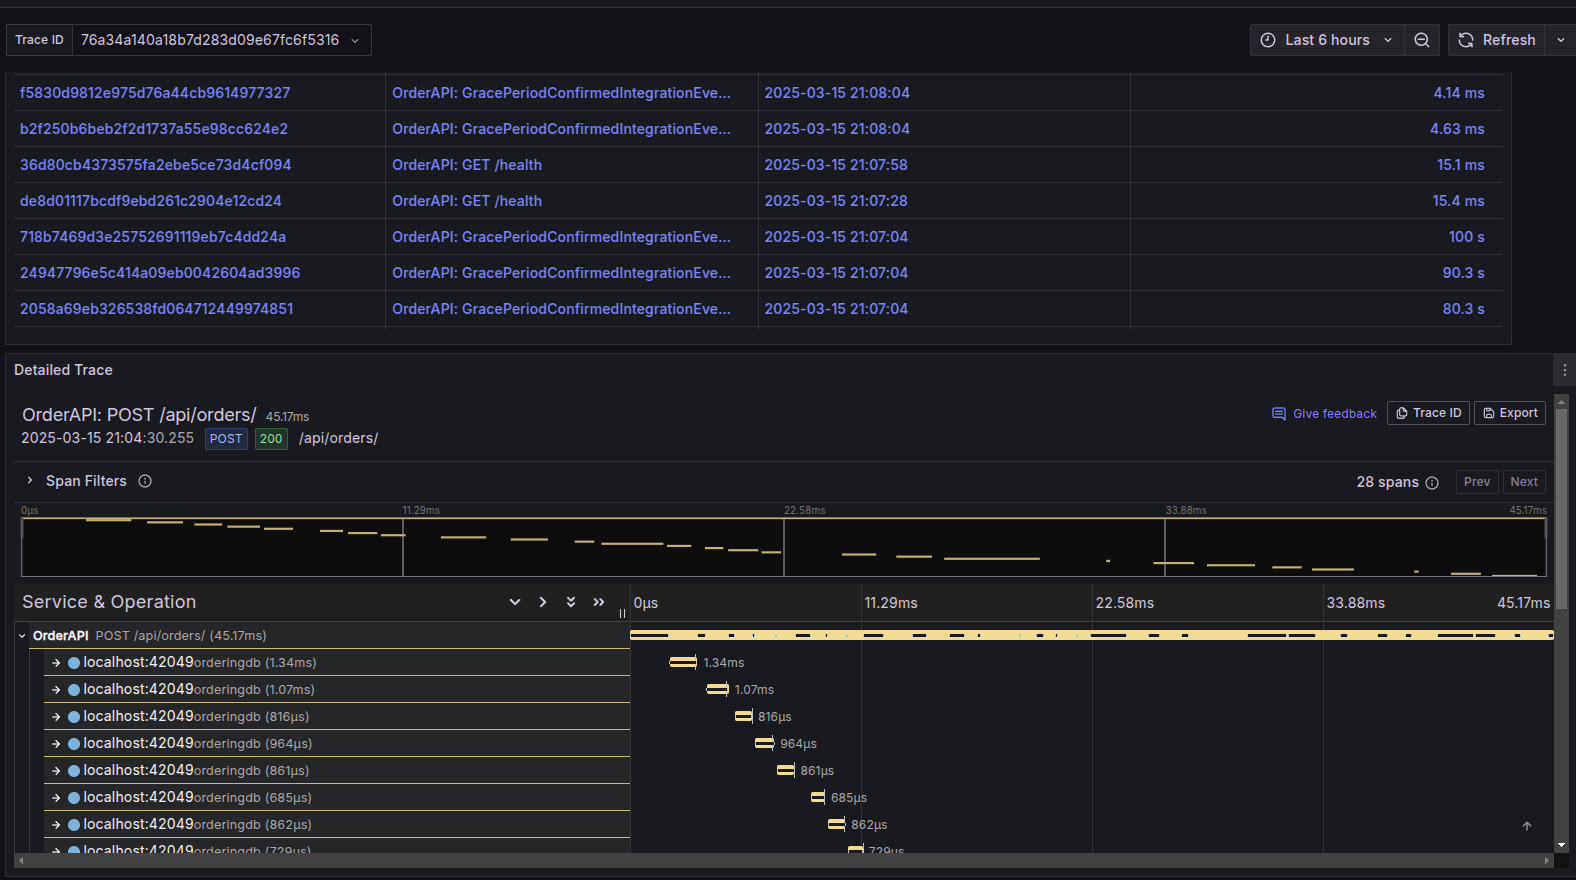 Trace ID 76a34a140a18b7d283d09e67fc6f5316 Last 6 hours Refresh
f5830d9812e975d76a44cb9614977327 OrderAPI: GracePeriodConfirmedIntegrationEve... 2025-03-15 21:08:04 4.14 ms
b2f250b6beb2f2d1737a55e98cc624e2 OrderAPI: GracePeriodConfirmedIntegrationEve... 2025-03-15 21:08:04 4.63 ms
36d80cb4373575fa2ebe5ce73d4cf094 OrderAPI: GET /health 2025-03-15 21:07:58 15.1 ms
de8d01117bcdf9ebd261c2904e12cd24 OrderAPI: GET /health 2025-03-15 21:07:28 15.4 ms
718b7469d3e25752691119eb7c4dd24a OrderAPI: GracePeriodConfirmedIntegrationEve... 2025-03-15 21:07:04 100 s
24947796e5c414a09eb0042604ad3996 OrderAPI: GracePeriodConfirmedIntegrationEve... 2025-03-15 21:07:04 90.3 s
2058a69eb326538fd064712449974851 OrderAPI: GracePeriodConfirmedIntegrationEve... 2025-03-15 21:07:04 80.3 s
Detailed Trace
OrderAPI: POST /api/orders/ 45.17ms Give feedback Trace ID Export
2025-03-15 21:04:30.255 POST 200 /api/orders/
Span Filters 28 spans Prev Next
0μs 11.29ms 22.58ms 33.88ms 45.17ms
Service & Operation 0μs 11.29ms 22.58ms 33.88ms 45.17ms
OrderAPI POST /api/orders/ (45.17ms)
localhost:42049orderingdb (1.34ms) 1.34ms
localhost:42049orderingdb (1.07ms) 1.07ms
localhost:42049orderingdb (816μs) 816μs
localhost:42049orderingdb (964μs) 964μs
localhost:42049orderingdb (861μs) 861μs
localhost:42049orderingdb (685μs) 685μs
localhost:42049orderingdb (862μs) 862μs
localhost:42049orderingdb (729μs) 729μs